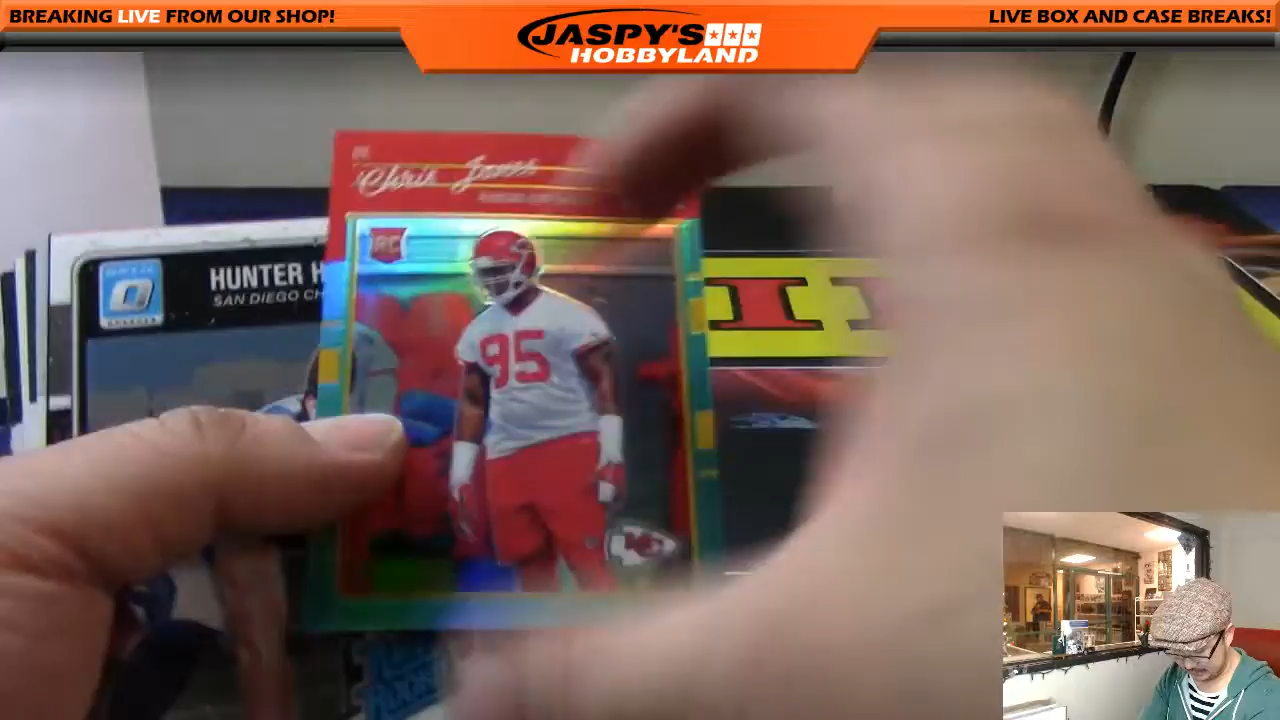 BREAKING LIVE FROM OUR SHOP!
JASPY'S
HOBBYLAND
LIVE BOX AND CASE BREAKS!
Chris Jones
RC
OPTIC
HUNTER H
SAN DIEGO CH
95